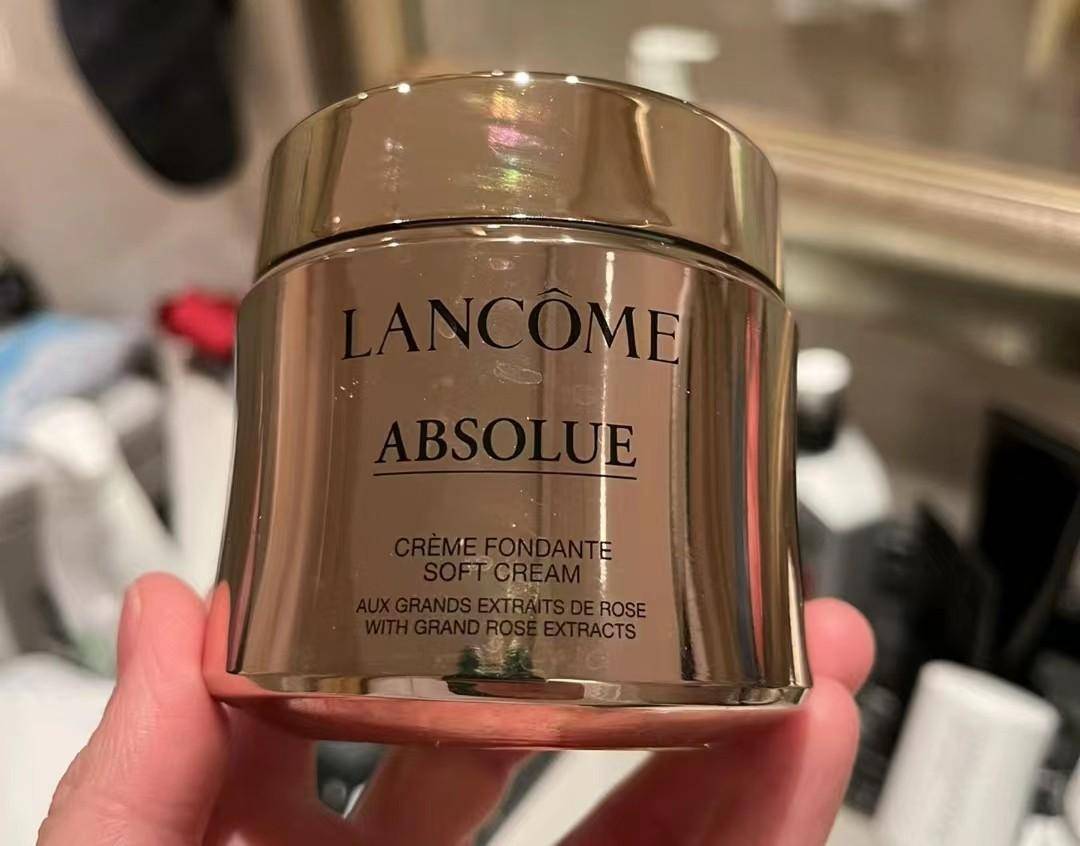 LANCÔME
ABSOLUE
CRÈME FONDANTE
SOFT CREAM
AUX GRANDS EXTRAITS DE ROSE
WITH GRAND ROSE EXTRACTS